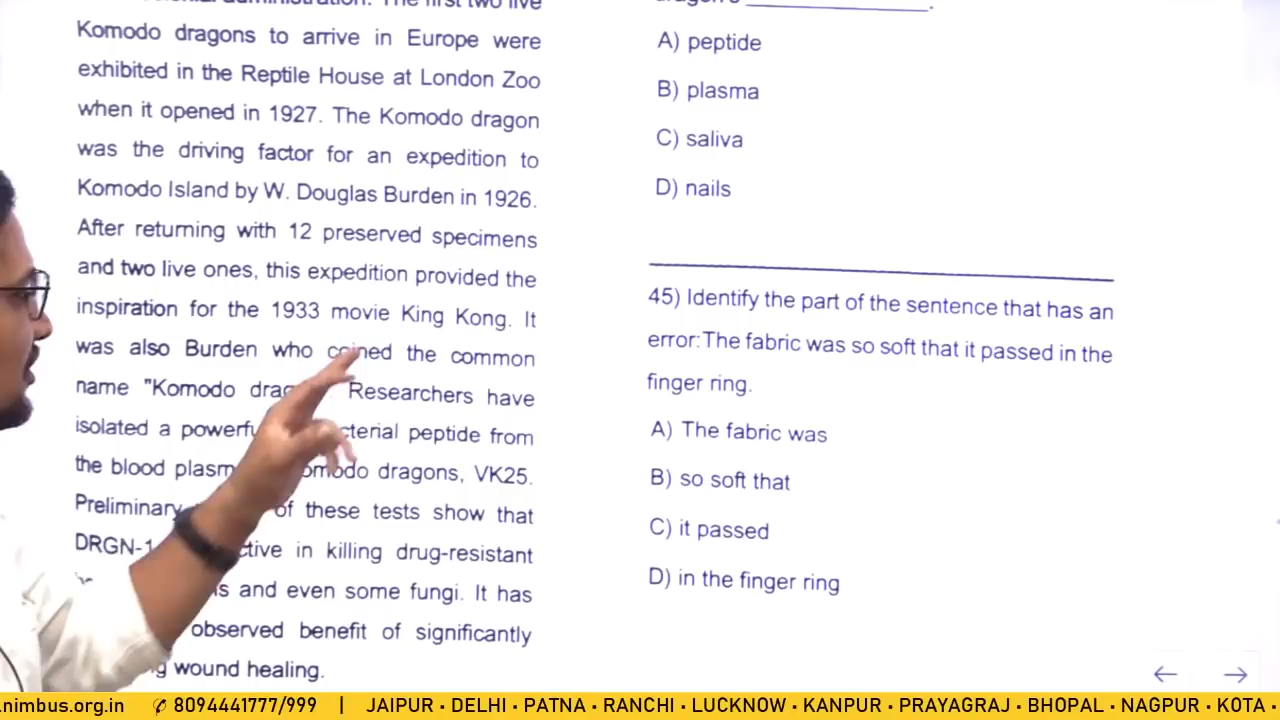 The first two live
Komodo dragons to arrive in Europe were
exhibited in the Reptile House at London Zoo
when it opened in 1927. The Komodo dragon
was the driving factor for an expedition to
Komodo Island by W. Douglas Burden in 1926.
After returning with 12 preserved specimens
and two live ones, this expedition provided the
inspiration for the 1933 movie King Kong. It
was also Burden who coined the common
name "Komodo Researchers have
isolated a peptide from
the blood dragons, VK25.
Preliminary of these tests show that
in killing drug-resistant
and even some fungi. It has
observed benefit of significantly
wound healing.
A) peptide
B) plasma
C) saliva
D) nails
45) Identify the part of the sentence that has an
error:The fabric was so soft that it passed in the
finger ring.
A) The fabric was
B) so soft that
C) it passed
D) in the finger ring
.nimbus.org.in ✆ 8094441777/999 | JAIPUR • DELHI • PATNA • RANCHI • LUCKNOW • KANPUR • PRAYAGRAJ • BHOPAL • NAGPUR • KOTA •